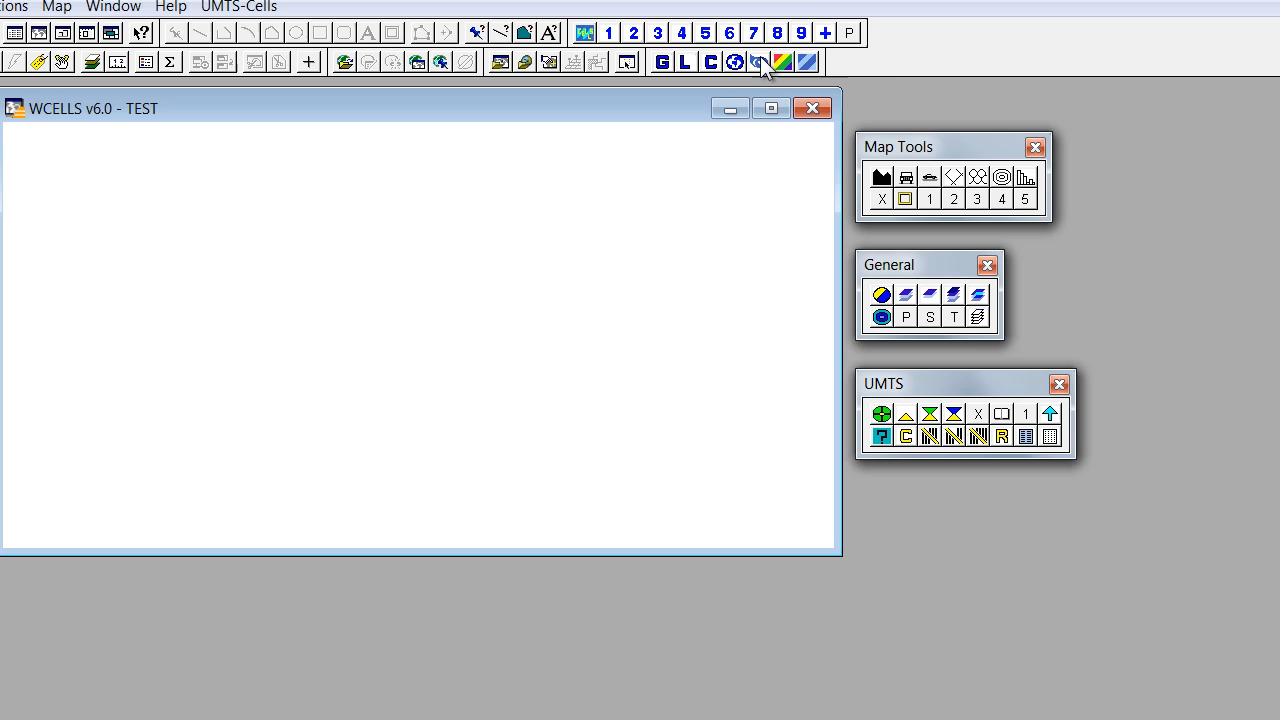 ions Map Window Help UMTS-Cells
A A 1 2 3 4 5 6 7 8 9 + P
Σ + G L C
WCELLS v6.0 - TEST
Map Tools
X 1 2 3 4 5
General
P S T
UMTS
X 1
? C R